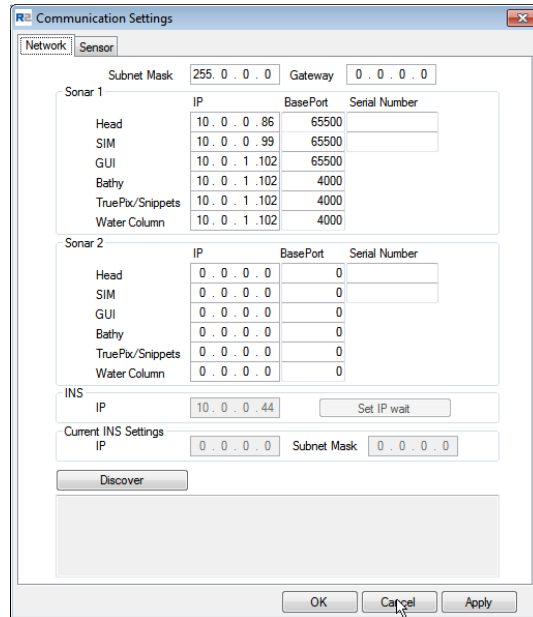 R2 Communication Settings
Network Sensor
Subnet Mask 255. 0 . 0 . 0 Gateway 0 . 0 . 0 . 0
Sonar 1
IP BasePort Serial Number
Head 10 . 0 . 0 . 86 65500
SIM 10 . 0 . 0 . 99 65500
GUI 10 . 0 . 1 .102 65500
Bathy 10 . 0 . 1 .102 4000
TruePix/Snippets 10 . 0 . 1 .102 4000
Water Column 10 . 0 . 1 .102 4000
Sonar 2
IP BasePort Serial Number
Head 0 . 0 . 0 . 0 0
SIM 0 . 0 . 0 . 0 0
GUI 0 . 0 . 0 . 0 0
Bathy 0 . 0 . 0 . 0 0
TruePix/Snippets 0 . 0 . 0 . 0 0
Water Column 0 . 0 . 0 . 0 0
INS
IP 10 . 0 . 0 . 44 Set IP wait
Current INS Settings
IP 0 . 0 . 0 . 0 Subnet Mask 0 . 0 . 0 . 0
Discover
OK Cancel Apply